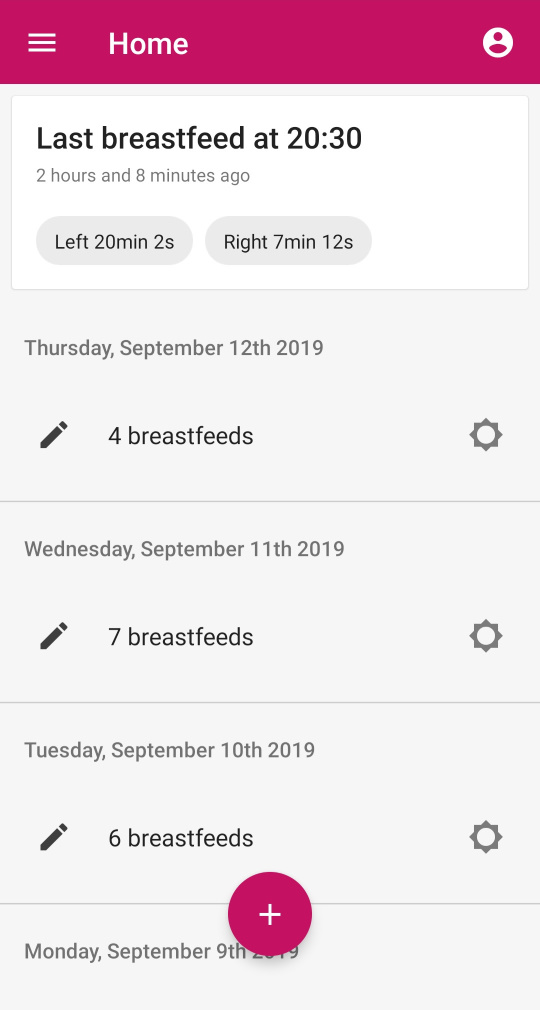 Home
Last breastfeed at 20:30
2 hours and 8 minutes ago
Left 20min 2s
Right 7min 12s
Thursday, September 12th 2019
4 breastfeeds
Wednesday, September 11th 2019
7 breastfeeds
Tuesday, September 10th 2019
6 breastfeeds
Monday, September 9th 2019